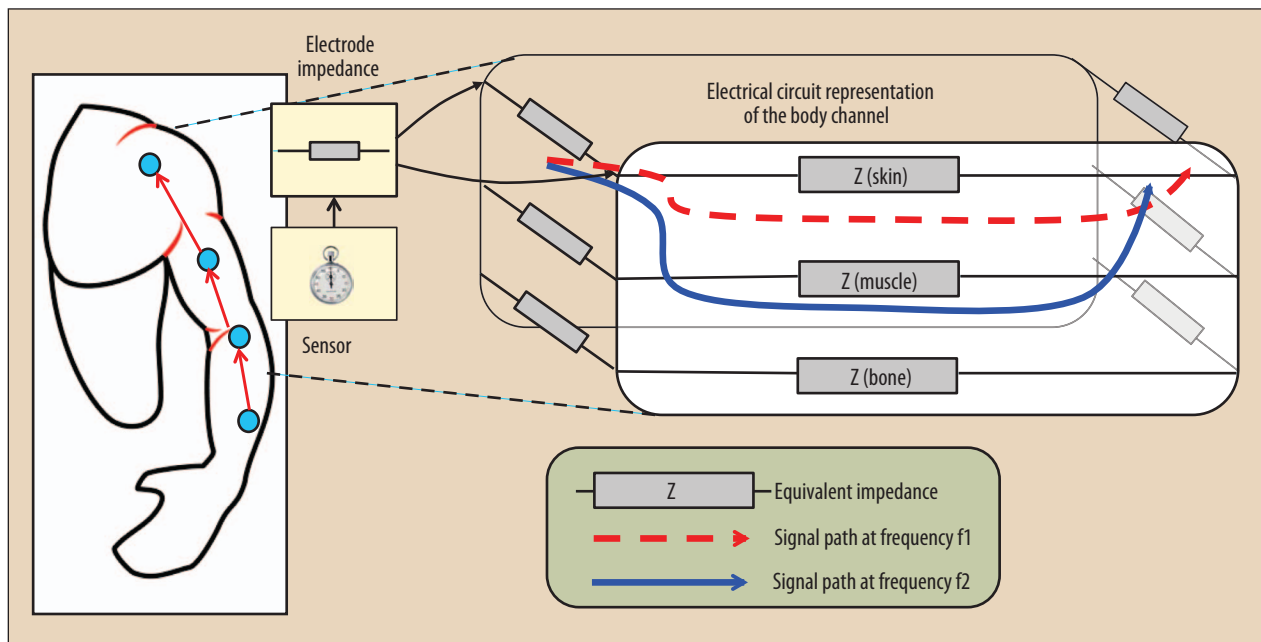 Electrode
impedance
Electrical circuit representation
of the body channel
Z (skin)
Z (muscle)
Sensor
Z (bone)
Z
Equivalent impedance
Signal path at frequency f1
Signal path at frequency f2